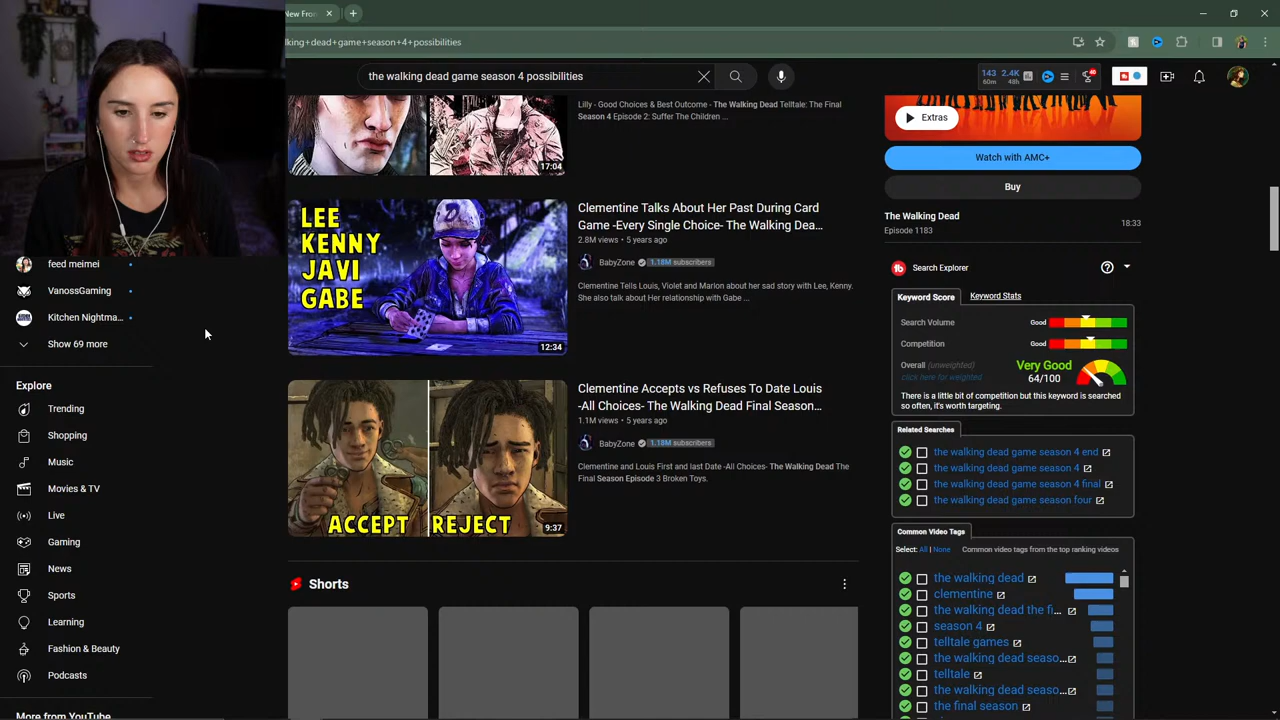 New Fron
lking+dead+game+season+4+possibilities
the walking dead game season 4 possibilities
143
60m
2.4K
48h
Lilly - Good Choices & Best Outcome - The Walking Dead Telltale: The Final
Season 4 Episode 2: Suffer The Children ...
17:04
Extras
Watch with AMC+
Buy
LEE
KENNY
JAVI
GABE
12:34
Clementine Talks About Her Past During Card
Game -Every Single Choice- The Walking Dea...
2.8M views • 5 years ago
BabyZone 1.18M subscribers
Clementine Tells Louis, Violet and Marion about her sad story with Lee, Kenny.
She also talk about Her relationship with Gabe ...
The Walking Dead
Episode 1183
18:33
feed meimei
VanossGaming
Kitchen Nightma...
Show 69 more
Search Explorer
Keyword Score
Keyword Stats
Search Volume
Good
Competition
Good
Overall (unweighted)
click here for weighted
Very Good
64/100
There is a little bit of competition but this keyword is searched
so often, it's worth targeting.
Explore
Trending
Shopping
Music
Movies & TV
Live
Gaming
News
Sports
Learning
Fashion & Beauty
Podcasts
More from YouTube
ACCEPT
REJECT
9:37
Clementine Accepts vs Refuses To Date Louis
-All Choices- The Walking Dead Final Season...
1.1M views • 5 years ago
BabyZone 1.18M subscribers
Clementine and Louis First and last Date -All Choices- The Walking Dead The
Final Season Episode 3 Broken Toys.
Related Searches
the walking dead game season 4 end
the walking dead game season 4
the walking dead game season 4 final
the walking dead game season four
Common Video Tags
Select: All | None
Common video tags from the top ranking videos
the walking dead
clementine
the walking dead the fi...
season 4
telltale games
the walking dead seaso...
telltale
the walking dead seaso...
the final season
Shorts